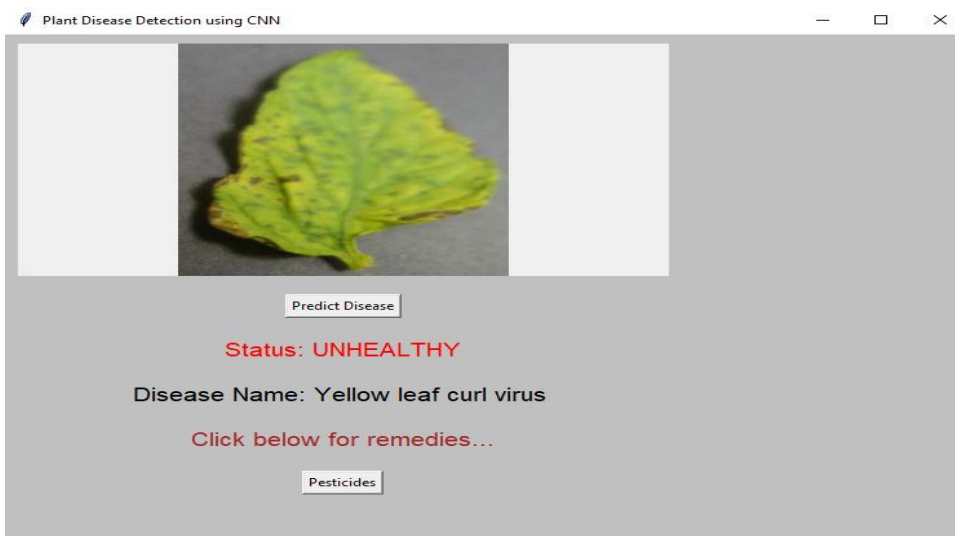 Plant Disease Detection using CNN
Predict Disease
Status: UNHEALTHY
Disease Name: Yellow leaf curl virus
Click below for remedies...
Pesticides